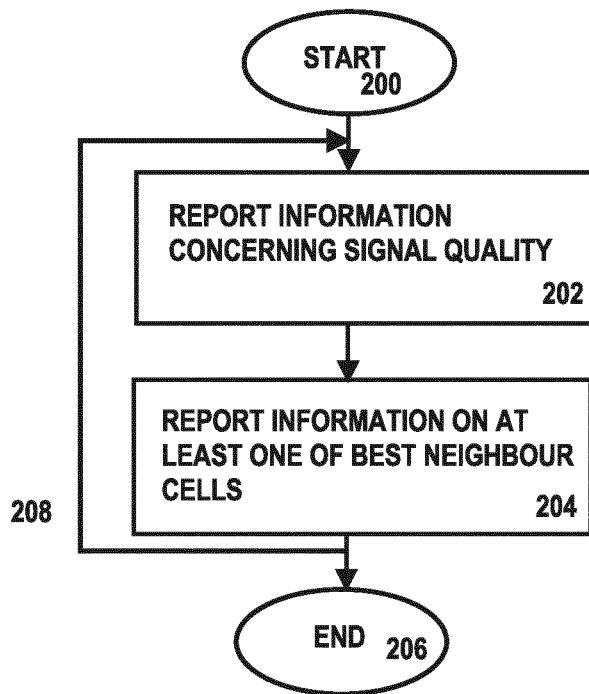 START
200
REPORT INFORMATION
CONCERNING SIGNAL QUALITY
202
REPORT INFORMATION ON AT
LEAST ONE OF BEST NEIGHBOUR
CELLS
204
208
END 206